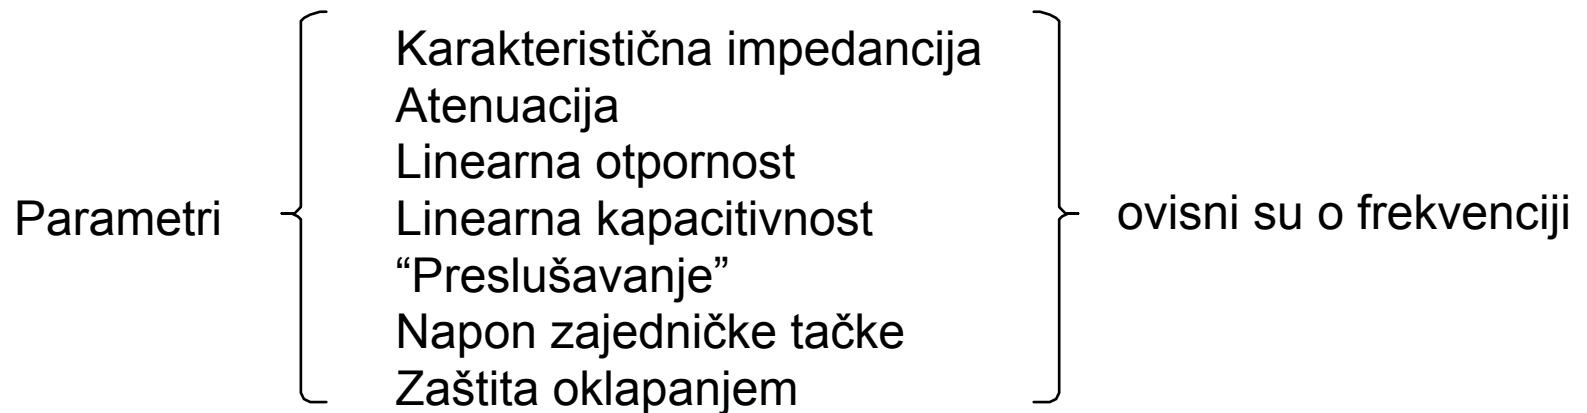 Parametri
Karakteristična impedancija
Atenuacija
Linearna otpornost
Linearna kapacitivnost
“Preslušavanje”
Napon zajedničke tačke
Zaštita oklapanjem
ovisni su o frekvenciji